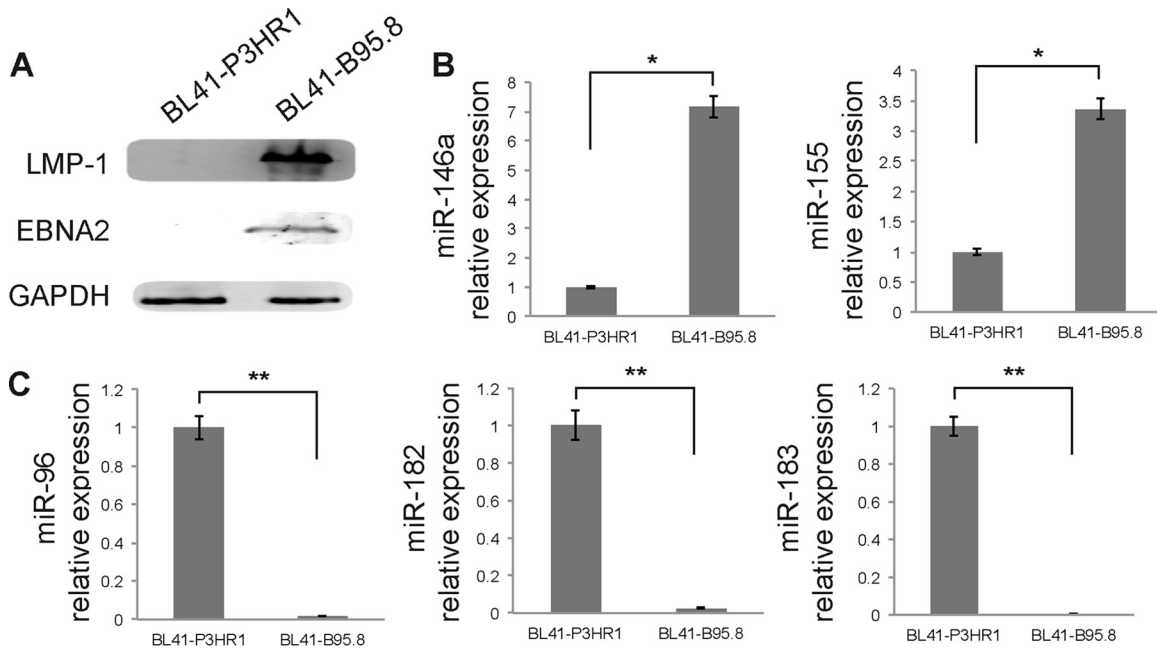 A
BL41-P3HR1
BL41-B95.8
LMP-1
EBNA2
GAPDH
B
miR-146a
relative expression
8
7
6
5
4
3
2
1
0
*
BL41-P3HR1
BL41-B95.8
miR-155
relative expression
4
3.5
3
2.5
2
1.5
1
0.5
0
*
BL41-P3HR1
BL41-B95.8
C
miR-96
relative expression
1.2
1
0.8
0.6
0.4
0.2
0
**
BL41-P3HR1
BL41-B95.8
miR-182
relative expression
1.2
1
0.8
0.6
0.4
0.2
0
**
BL41-P3HR1
BL41-B95.8
miR-183
relative expression
1.2
1
0.8
0.6
0.4
0.2
0
**
BL41-P3HR1
BL41-B95.8